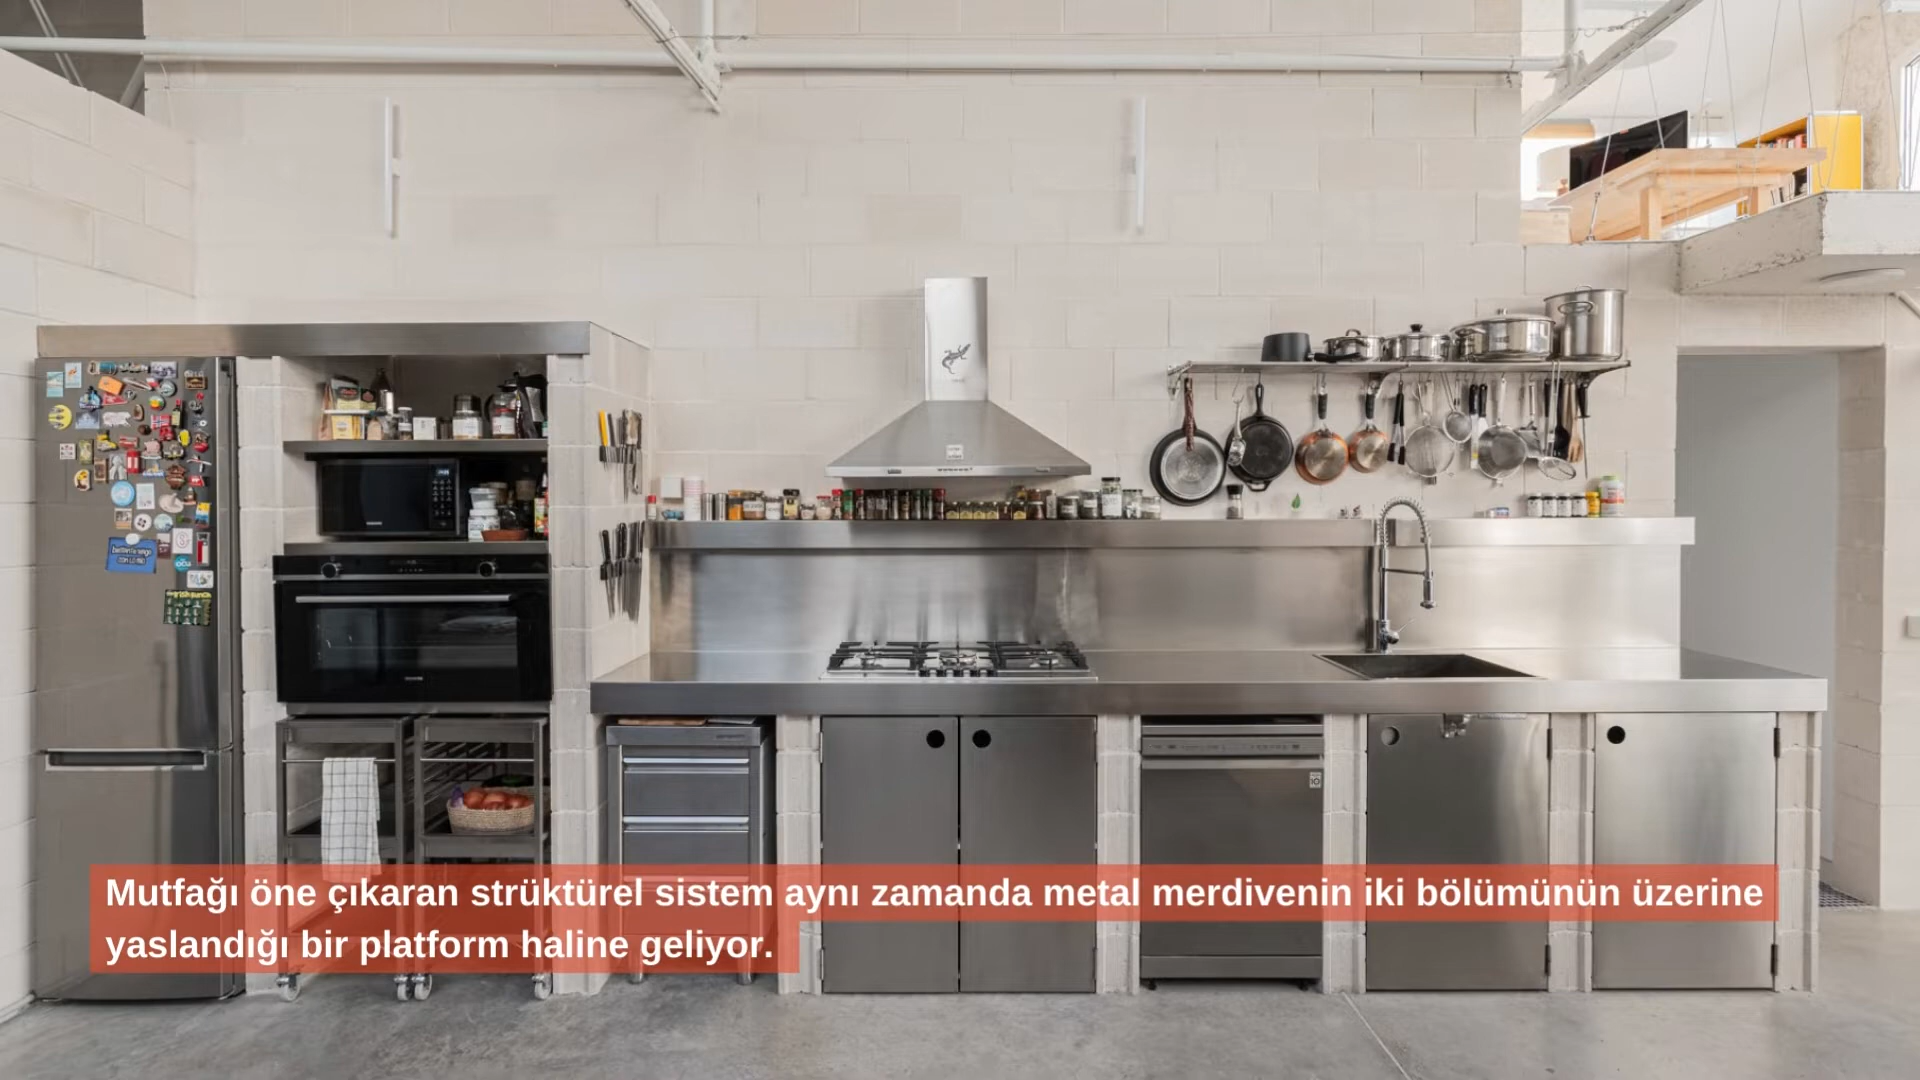 Mutfağı öne çıkaran strüktürel sistem aynı zamanda metal merdivenin iki bölümünün üzerine
yaslandığı bir platform haline geliyor.